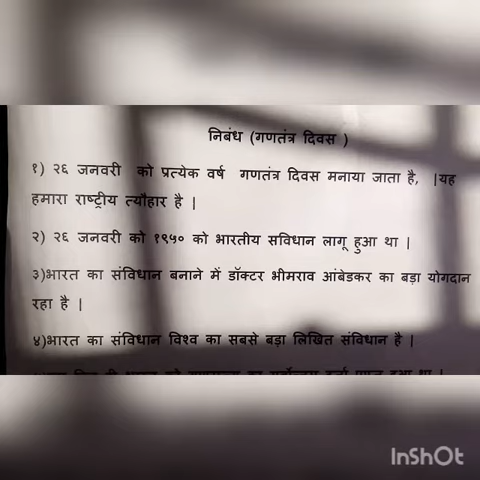 निबंध (गणतंत्र दिवस )
१) २६ जनवरी को प्रत्येक वर्ष गणतंत्र दिवस मनाया जाता है, |यह
हमारा राष्ट्रीय त्यौहार है |
२) २६ जनवरी को १९५० को भारतीय सविधान लागू हुआ था |
३)भारत का संविधान बनाने में डॉक्टर भीमराव आंबेडकर का बड़ा योगदान
रहा है |
४)भारत का संविधान विश्व का सबसे बड़ा लिखित संविधान है |
InShOt